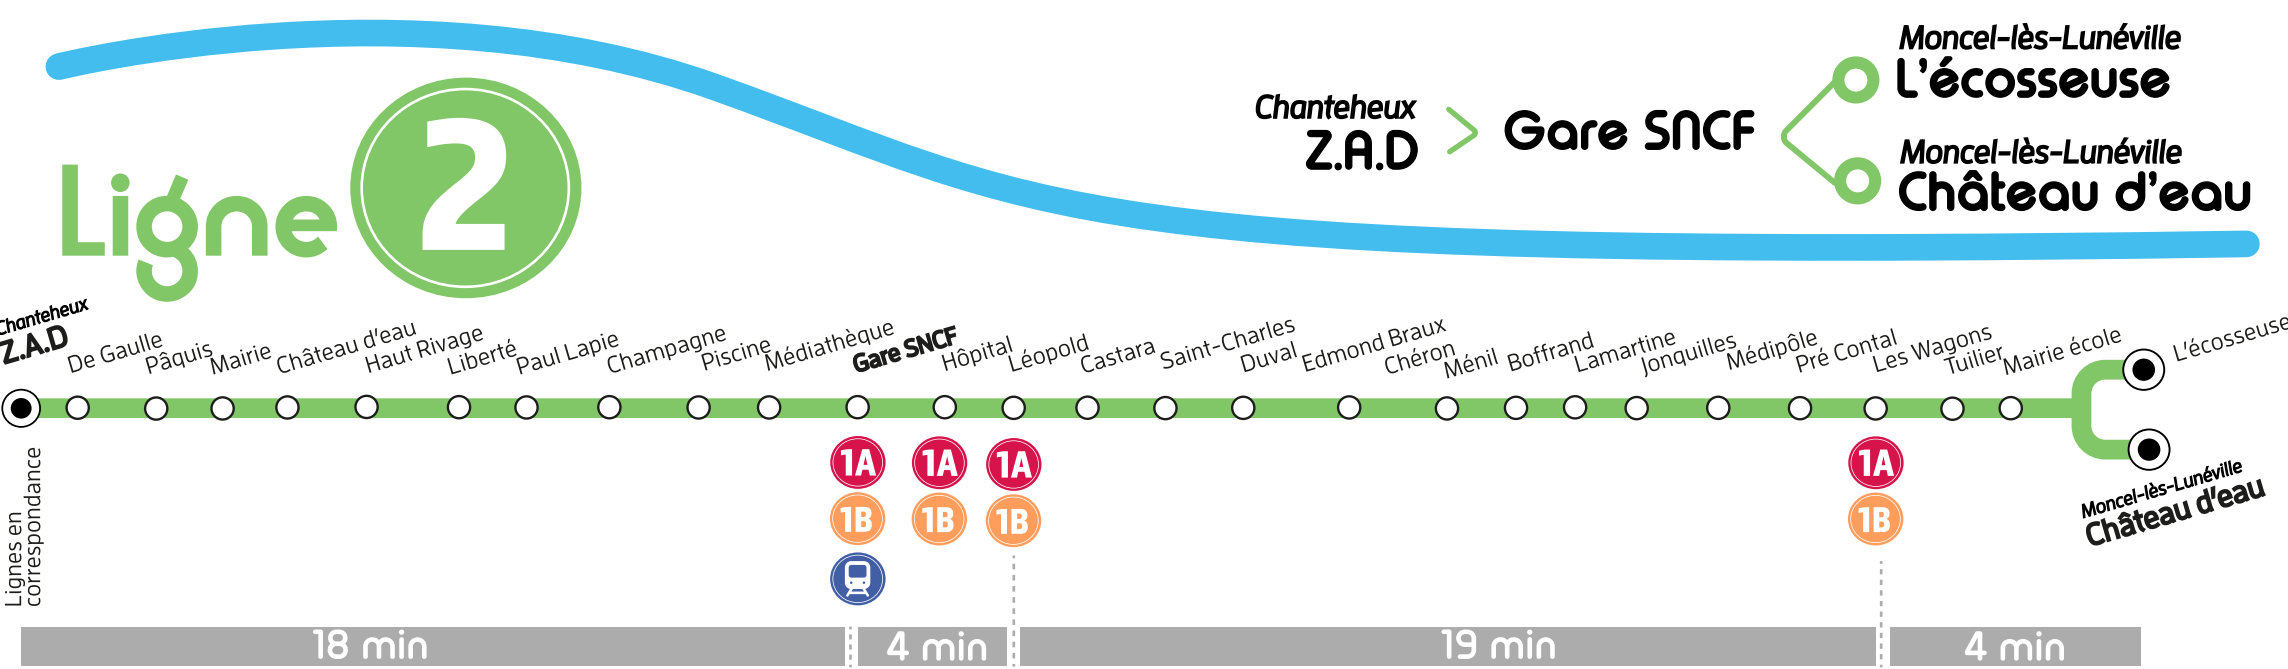 Ligne 2
Chanteheux
Z.A.D
Gare SNCF
Moncel-lès-Lunéville
L'écosseuse
Moncel-lès-Lunéville
Château d'eau
Chanteheux
Z.A.D
De Gaulle
Pâquis
Mairie
Château d'eau
Haut Rivage
Liberté
Paul Lapie
Champagne
Piscine
Médiathèque
Gare SNCF
Hôpital
Léopold
Castara
Saint-Charles
Duval
Edmond Braux
Chéron
Ménil
Boffrand
Lamartine
Jonquilles
Médipôle
Pré Contal
Les Wagons
Tuilier
Mairie école
L'écosseuse
Moncel-lès-Lunéville
Château d'eau
Lignes en
correspondance
1A
1A
1A
1A
1B
1B
1B
1B
18 min
4 min
19 min
4 min